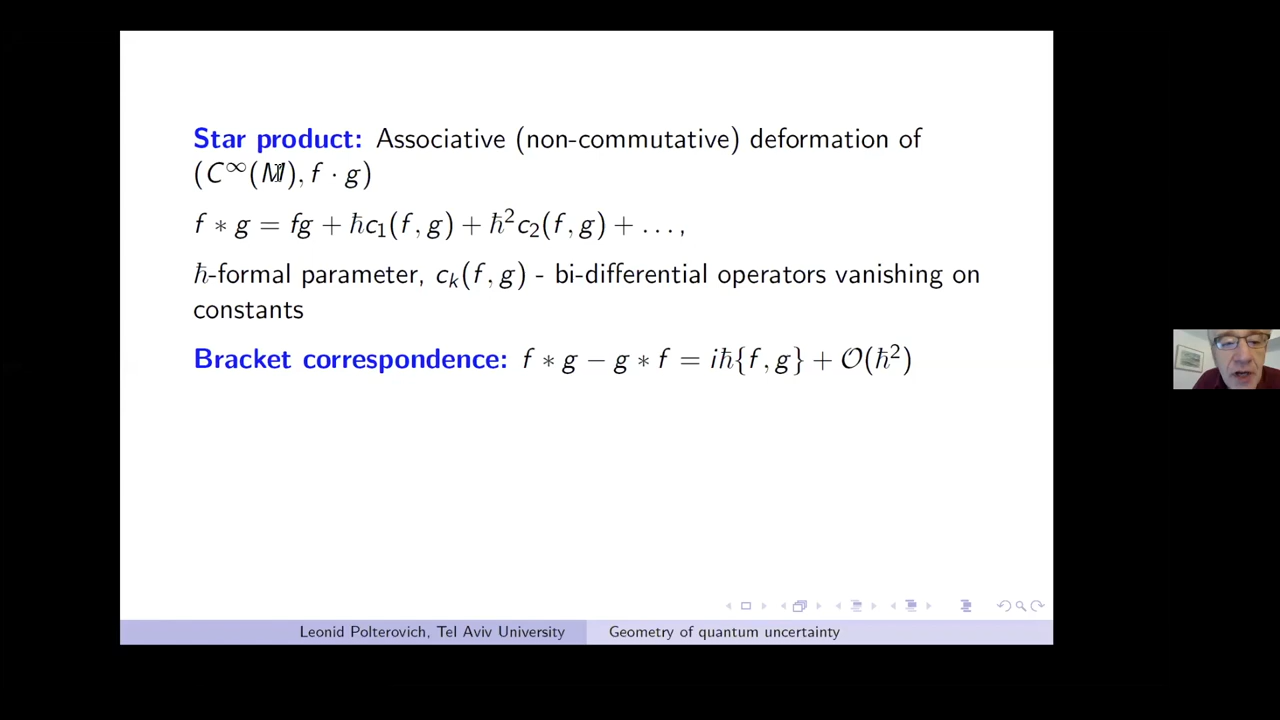 Star product: Associative (non-commutative) deformation of
(C^∞(M), f · g)
f ∗ g = fg + ℏc₁(f, g) + ℏ²c₂(f, g) + . . . ,
ℏ-formal parameter, cₖ(f, g) - bi-differential operators vanishing on
constants
Bracket correspondence: f ∗ g − g ∗ f = iℏ{f, g} + 𝒪(ℏ²)
Leonid Polterovich, Tel Aviv University
Geometry of quantum uncertainty